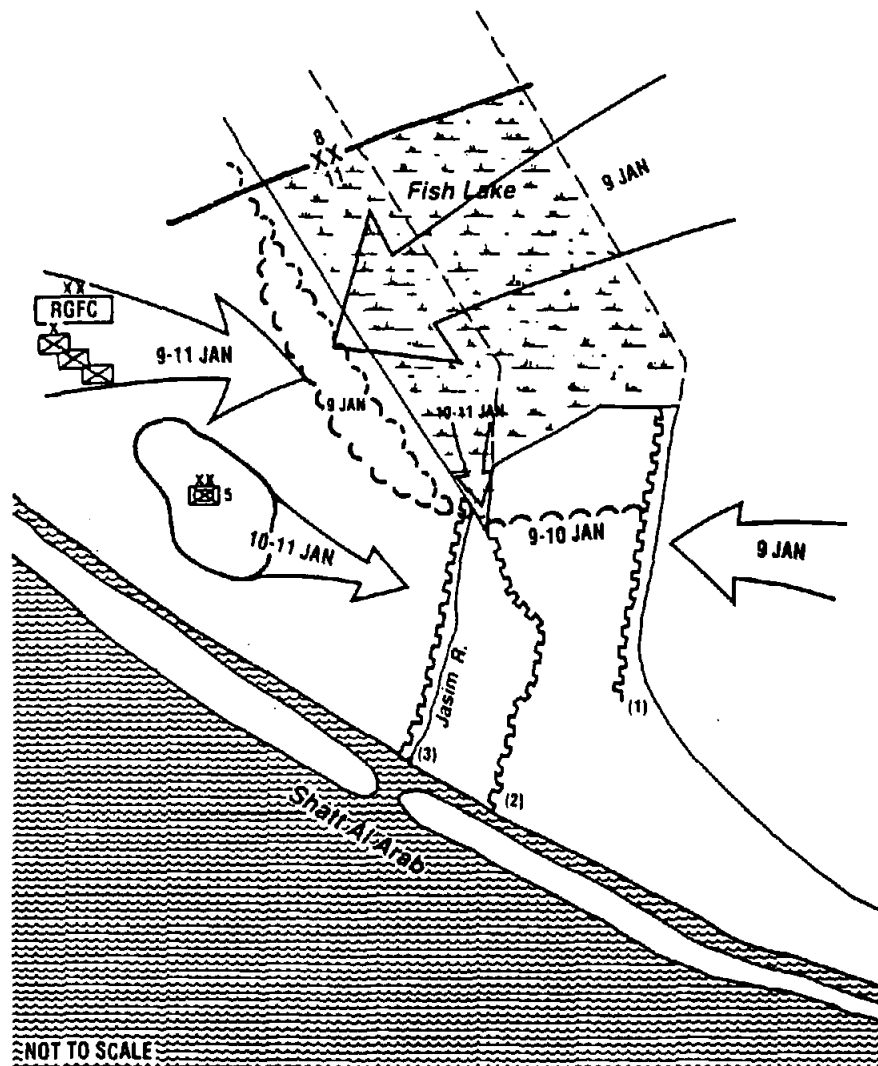 8
XX
11
Fish Lake
9 JAN
XX
RGFC
X
9-11 JAN
9 JAN
10-11 JAN
XX
5
10-11 JAN
9-10 JAN
9 JAN
Jasim R.
(1)
(3)
(2)
Shatt Al-Arab
NOT TO SCALE